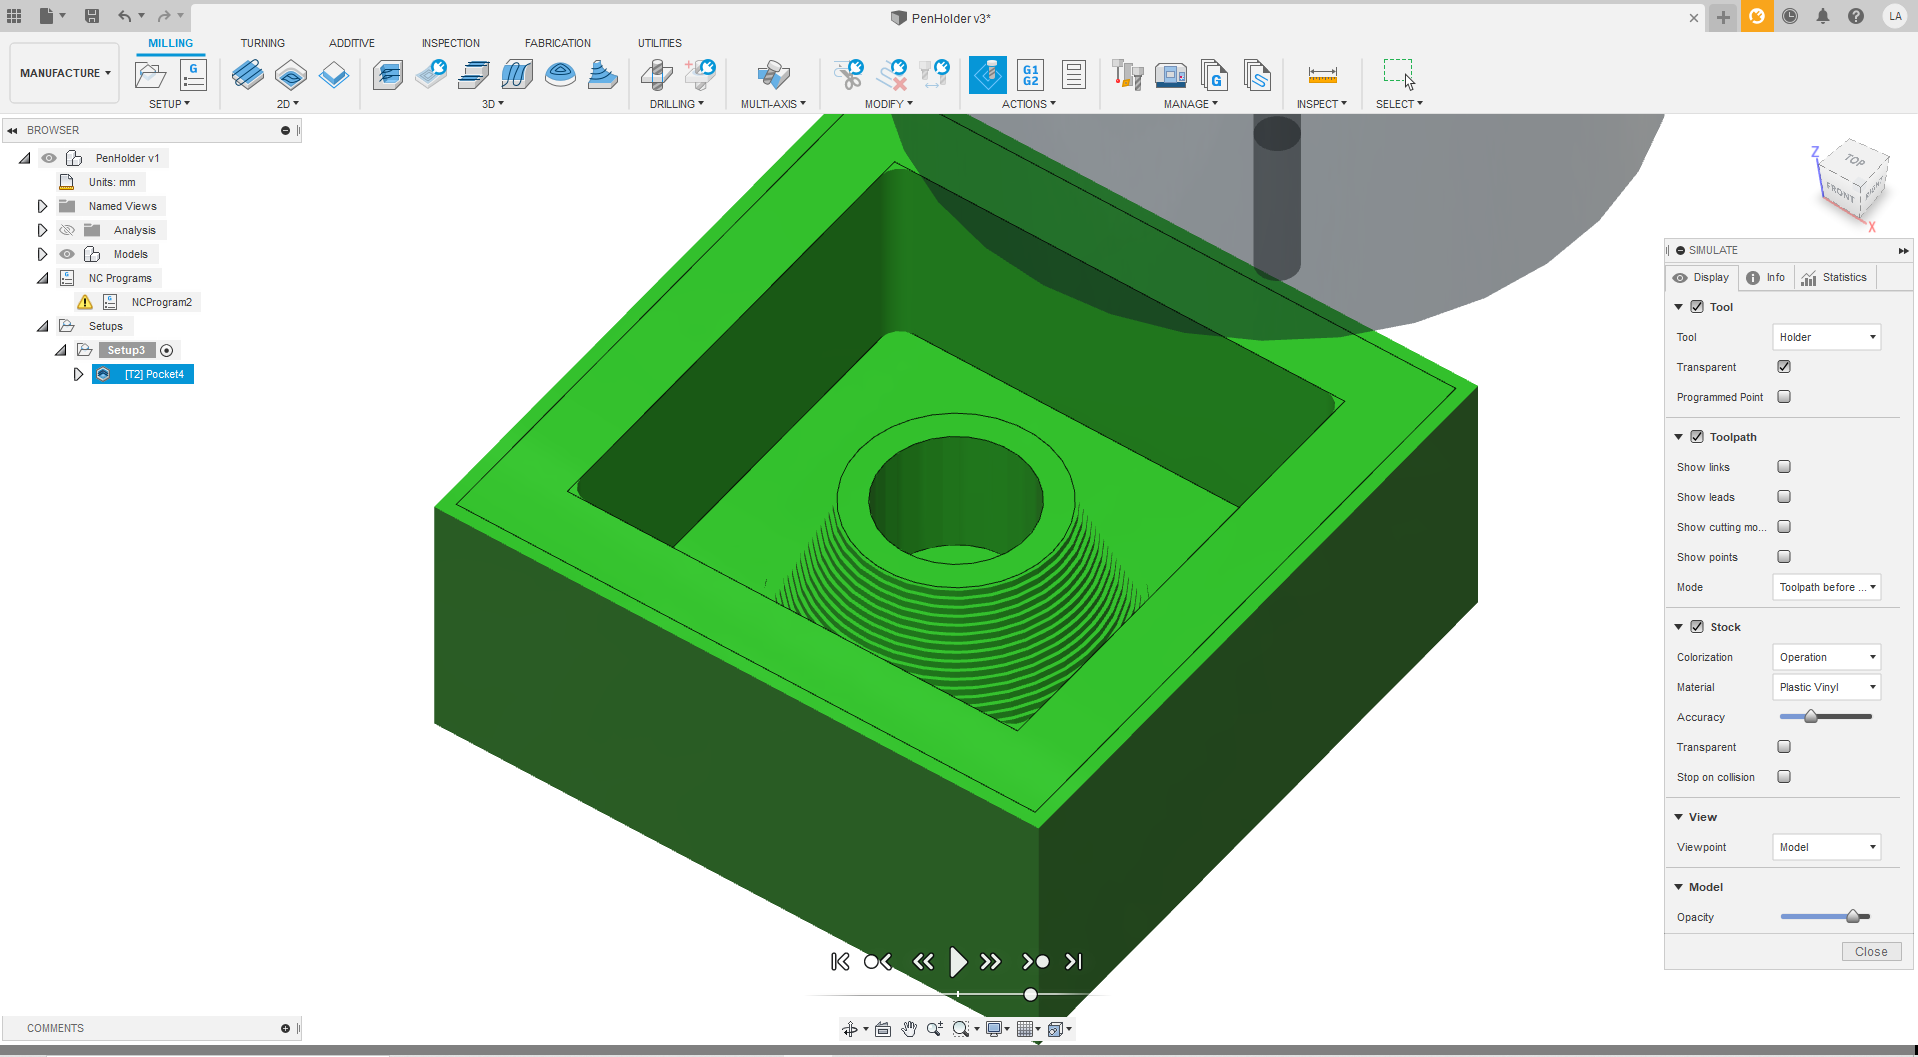 PenHolder v3*
LA
MILLING TURNING ADDITIVE INSPECTION FABRICATION UTILITIES
MANUFACTURE
G
G1
G2
G
SETUP 2D 3D DRILLING MULTI-AXIS MODIFY ACTIONS MANAGE INSPECT SELECT
BROWSER
PenHolder v1
Units: mm
Named Views
Analysis
Models
NC Programs
NCProgram2
Setups
Setup3
[T2] Pocket4
Z
TOP
FRONT
RIGHT
X
SIMULATE
Display Info Statistics
Tool
Tool Holder
Transparent
Programmed Point
Toolpath
Show links
Show leads
Show cutting mo...
Show points
Mode Toolpath before ...
Stock
Colorization Operation
Material Plastic Vinyl
Accuracy
Transparent
Stop on collision
View
Viewpoint Model
Model
Opacity
Close
COMMENTS